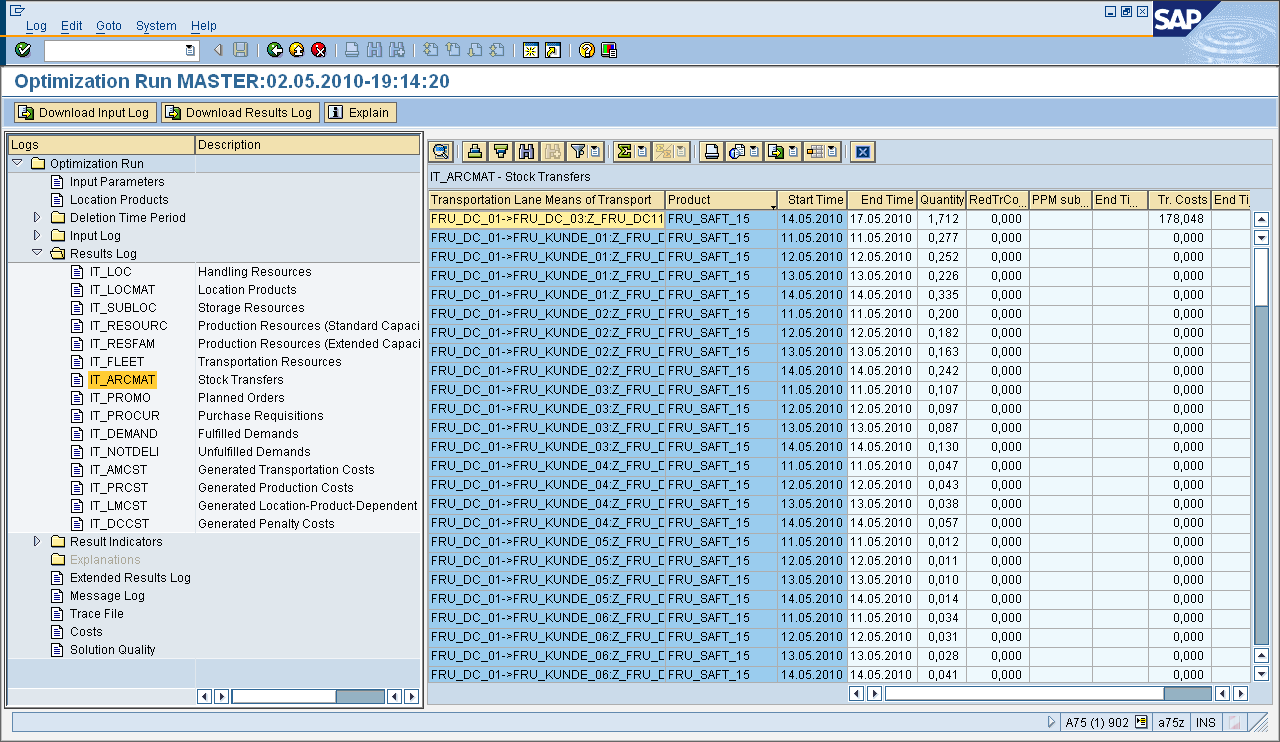 Log Edit Goto System Help
SAP
Optimization Run MASTER:02.05.2010-19:14:20
Download Input Log Download Results Log Explain
Logs Description
Optimization Run
Input Parameters
Location Products
Deletion Time Period
Input Log
Results Log
IT_LOC Handling Resources
IT_LOCMAT Location Products
IT_SUBLOC Storage Resources
IT_RESOURC Production Resources (Standard Capaci
IT_RESFAM Production Resources (Extended Capaci
IT_FLEET Transportation Resources
IT_ARCMAT Stock Transfers
IT_PROMO Planned Orders
IT_PROCUR Purchase Requisitions
IT_DEMAND Fulfilled Demands
IT_NOTDELI Unfulfilled Demands
IT_AMCST Generated Transportation Costs
IT_PRCST Generated Production Costs
IT_LMCST Generated Location-Product-Dependent
IT_DCCST Generated Penalty Costs
Result Indicators
Explanations
Extended Results Log
Message Log
Trace File
Costs
Solution Quality
IT_ARCMAT - Stock Transfers
Transportation Lane Means of Transport Product Start Time End Time Quantity RedTrCo... PPM sub... End Ti... Tr. Costs End Ti
FRU_DC_01->FRU_DC_03:Z_FRU_DC11 FRU_SAFT_15 14.05.2010 17.05.2010 1,712 0,000 178,048
FRU_DC_01->FRU_KUNDE_01:Z_FRU_D FRU_SAFT_15 11.05.2010 11.05.2010 0,277 0,000 0,000
FRU_DC_01->FRU_KUNDE_01:Z_FRU_D FRU_SAFT_15 12.05.2010 12.05.2010 0,252 0,000 0,000
FRU_DC_01->FRU_KUNDE_01:Z_FRU_D FRU_SAFT_15 13.05.2010 13.05.2010 0,226 0,000 0,000
FRU_DC_01->FRU_KUNDE_01:Z_FRU_D FRU_SAFT_15 14.05.2010 14.05.2010 0,335 0,000 0,000
FRU_DC_01->FRU_KUNDE_02:Z_FRU_D FRU_SAFT_15 11.05.2010 11.05.2010 0,200 0,000 0,000
FRU_DC_01->FRU_KUNDE_02:Z_FRU_D FRU_SAFT_15 12.05.2010 12.05.2010 0,182 0,000 0,000
FRU_DC_01->FRU_KUNDE_02:Z_FRU_D FRU_SAFT_15 13.05.2010 13.05.2010 0,163 0,000 0,000
FRU_DC_01->FRU_KUNDE_02:Z_FRU_D FRU_SAFT_15 14.05.2010 14.05.2010 0,242 0,000 0,000
FRU_DC_01->FRU_KUNDE_03:Z_FRU_D FRU_SAFT_15 11.05.2010 11.05.2010 0,107 0,000 0,000
FRU_DC_01->FRU_KUNDE_03:Z_FRU_D FRU_SAFT_15 12.05.2010 12.05.2010 0,097 0,000 0,000
FRU_DC_01->FRU_KUNDE_03:Z_FRU_D FRU_SAFT_15 13.05.2010 13.05.2010 0,087 0,000 0,000
FRU_DC_01->FRU_KUNDE_03:Z_FRU_D FRU_SAFT_15 14.05.2010 14.05.2010 0,130 0,000 0,000
FRU_DC_01->FRU_KUNDE_04:Z_FRU_D FRU_SAFT_15 11.05.2010 11.05.2010 0,047 0,000 0,000
FRU_DC_01->FRU_KUNDE_04:Z_FRU_D FRU_SAFT_15 12.05.2010 12.05.2010 0,043 0,000 0,000
FRU_DC_01->FRU_KUNDE_04:Z_FRU_D FRU_SAFT_15 13.05.2010 13.05.2010 0,038 0,000 0,000
FRU_DC_01->FRU_KUNDE_04:Z_FRU_D FRU_SAFT_15 14.05.2010 14.05.2010 0,057 0,000 0,000
FRU_DC_01->FRU_KUNDE_05:Z_FRU_D FRU_SAFT_15 11.05.2010 11.05.2010 0,012 0,000 0,000
FRU_DC_01->FRU_KUNDE_05:Z_FRU_D FRU_SAFT_15 12.05.2010 12.05.2010 0,011 0,000 0,000
FRU_DC_01->FRU_KUNDE_05:Z_FRU_D FRU_SAFT_15 13.05.2010 13.05.2010 0,010 0,000 0,000
FRU_DC_01->FRU_KUNDE_05:Z_FRU_D FRU_SAFT_15 14.05.2010 14.05.2010 0,014 0,000 0,000
FRU_DC_01->FRU_KUNDE_06:Z_FRU_D FRU_SAFT_15 11.05.2010 11.05.2010 0,034 0,000 0,000
FRU_DC_01->FRU_KUNDE_06:Z_FRU_D FRU_SAFT_15 12.05.2010 12.05.2010 0,031 0,000 0,000
FRU_DC_01->FRU_KUNDE_06:Z_FRU_D FRU_SAFT_15 13.05.2010 13.05.2010 0,028 0,000 0,000
FRU_DC_01->FRU_KUNDE_06:Z_FRU_D FRU_SAFT_15 14.05.2010 14.05.2010 0,041 0,000 0,000
A75 (1) 902 a75z INS